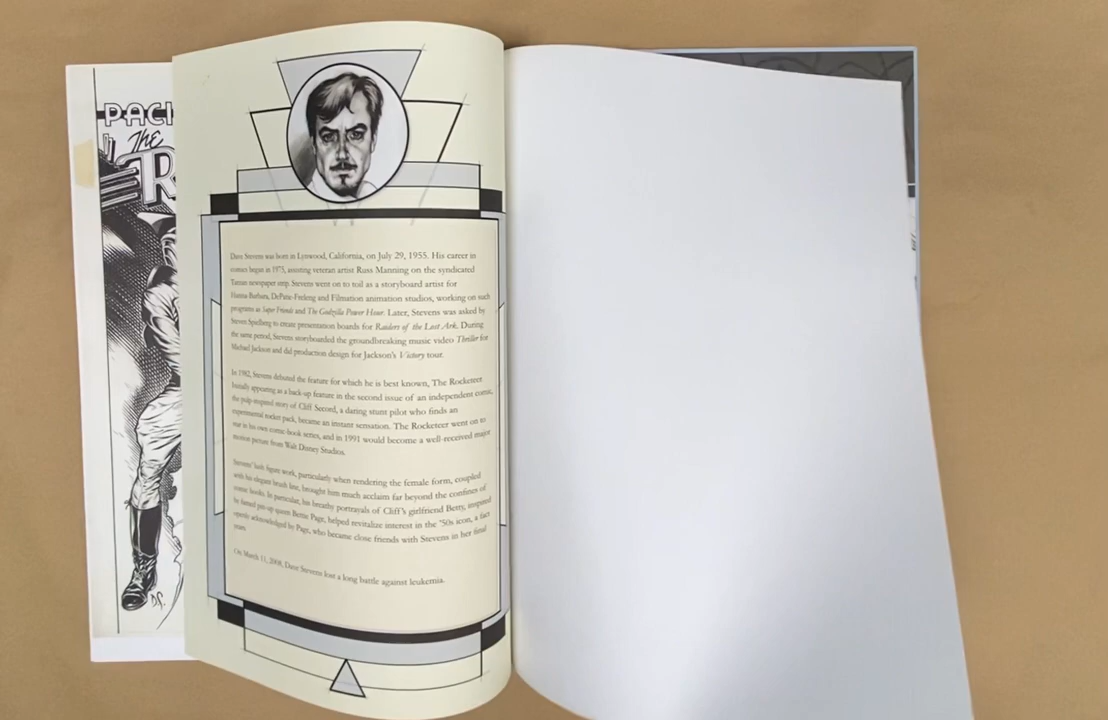 PACI
The
R
D.S.
Dave Stevens was born in Lynwood, California, on July 29, 1955. His career in
comics began in 1975, assisting veteran artist Russ Manning on the syndicated
Tarzan newspaper strip. Stevens went on to toil as a storyboard artist for
Hanna Barbara, DePatie-Freleng and Filmation animation studios, working on such
programs as Super Friends and The Godzilla Power Hour. Later, Stevens was asked by
Steven Spielberg to create presentation boards for Raiders of the Lost Ark. During
the same period, Stevens storyboarded the groundbreaking music video Thriller for
Michael Jackson and did production design for Jackson's Victory tour.
In 1982, Stevens debuted the feature for which he is best known, The Rocketeer.
Initially appearing as a back-up feature in the second issue of an independent comic,
the pulp-inspired story of Cliff Secord, a daring stunt pilot who finds an
experimental rocket pack, became an instant sensation. The Rocketeer went on to
star in his own comic-book series, and in 1991 would become a well-received major
motion picture from Walt Disney Studios.
Stevens' lush figure work, particularly when rendering the female form, coupled
with his elegant brush line, brought him much acclaim far beyond the confines of
comic books. In particular, his breathy portrayals of Cliff's girlfriend Betty, inspired
by famed pin-up queen Bettie Page, helped revitalize interest in the '50s icon, a fact
openly acknowledged by Page, who became close friends with Stevens in her final
years.
On March 11, 2008, Dave Stevens lost a long battle against leukemia.